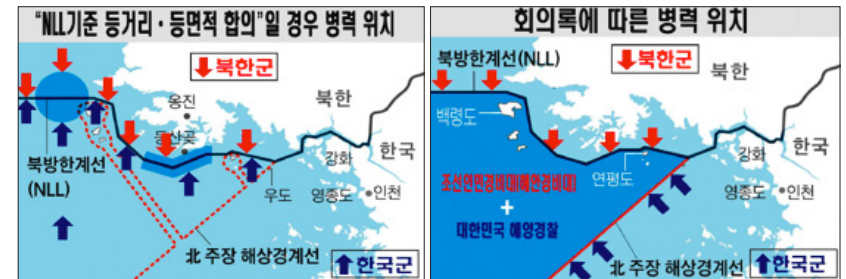 “NLL기준 등거리·등면적 합의”일 경우 병력 위치
북한군
옹진
북한
등산곶
북방한계선
(NLL)
강화
한국
우도
영종도
인천
北 주장 해상경계선
한국군
회의록에 따른 병력 위치
북방한계선(NLL)
북한군
북한
백령도
강화
한국
연평도
조선인민경비대(해안경비대)
+
대한민국 해양경찰
영종도
인천
北 주장 해상경계선
한국군